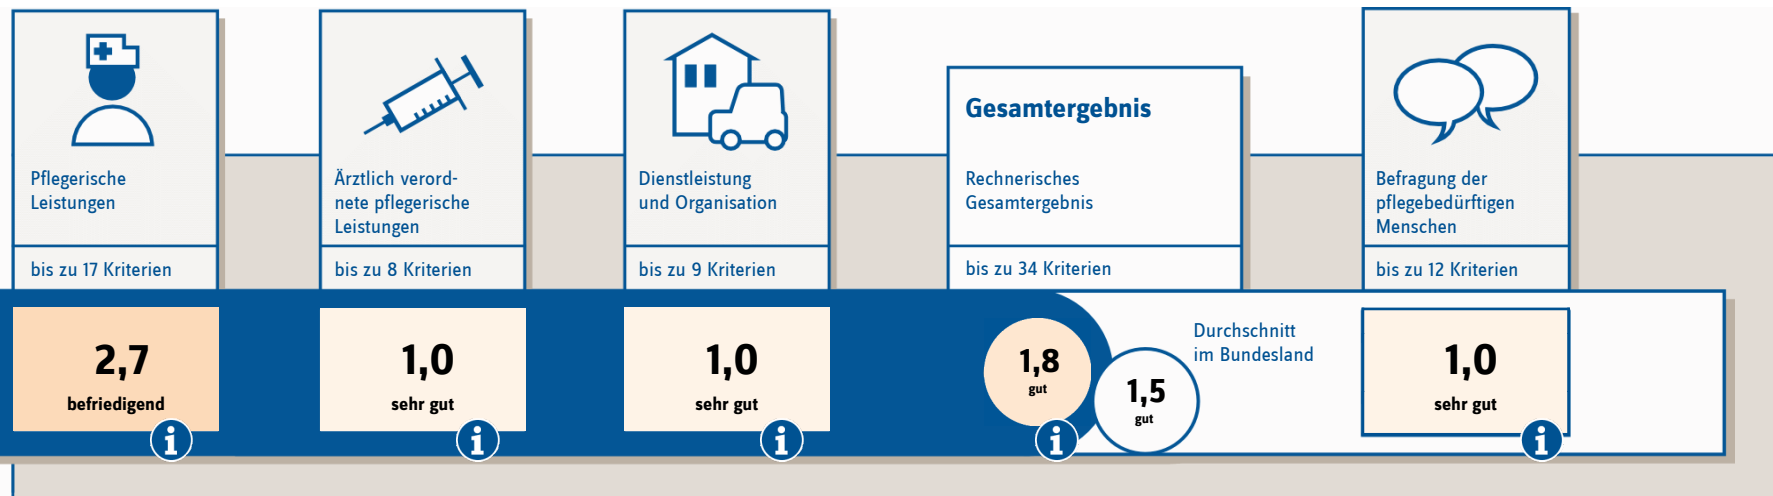 Pflegerische
Leistungen
bis zu 17 Kriterien
2,7
befriedigend
i
Ärztlich verord-
nete pflegerische
Leistungen
bis zu 8 Kriterien
1,0
sehr gut
i
Dienstleistung
und Organisation
bis zu 9 Kriterien
1,0
sehr gut
i
Gesamtergebnis
Rechnerisches
Gesamtergebnis
bis zu 34 Kriterien
1,8
gut
i
1,5
gut
Durchschnitt
im Bundesland
Befragung der
pflegebedürftigen
Menschen
bis zu 12 Kriterien
1,0
sehr gut
i